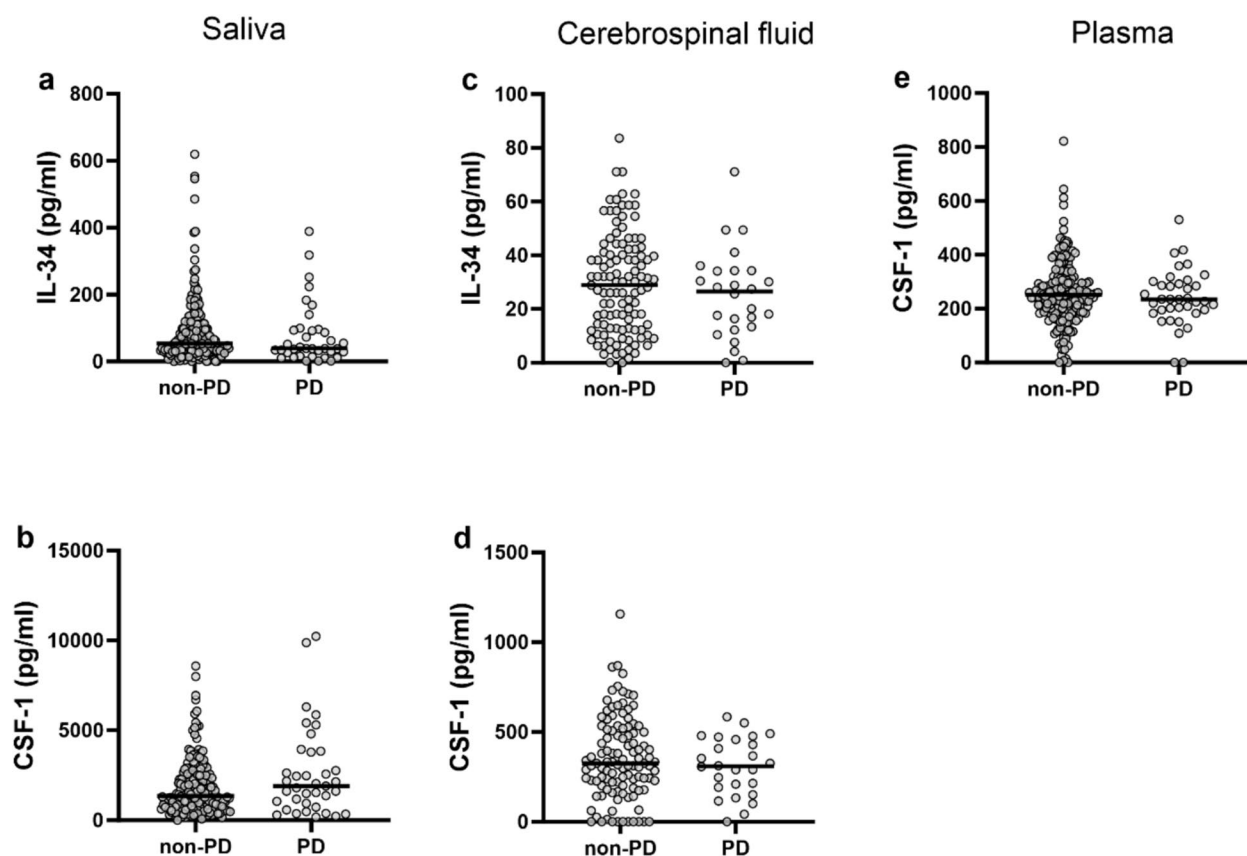 Saliva
Cerebrospinal fluid
Plasma
a
IL-34 (pg/ml)
800
600
400
200
0
non-PD
PD
c
IL-34 (pg/ml)
100
80
60
40
20
0
non-PD
PD
e
CSF-1 (pg/ml)
1000
800
600
400
200
0
non-PD
PD
b
CSF-1 (pg/ml)
15000
10000
5000
0
non-PD
PD
d
CSF-1 (pg/ml)
1500
1000
500
0
non-PD
PD